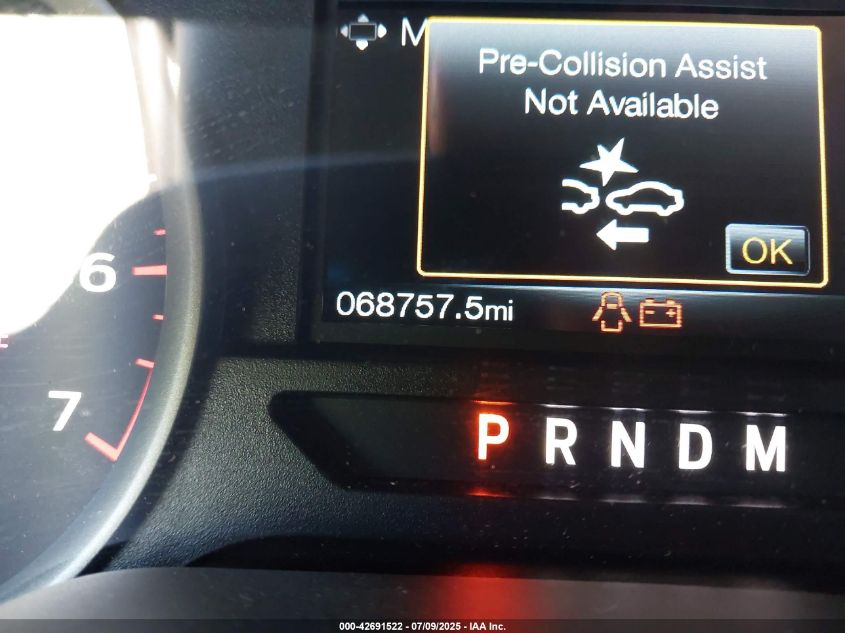 M
Pre-Collision Assist
Not Available
OK
068757.5mi
6
7
P R N D M
000-42691522 - 07/09/2025 - IAA Inc.